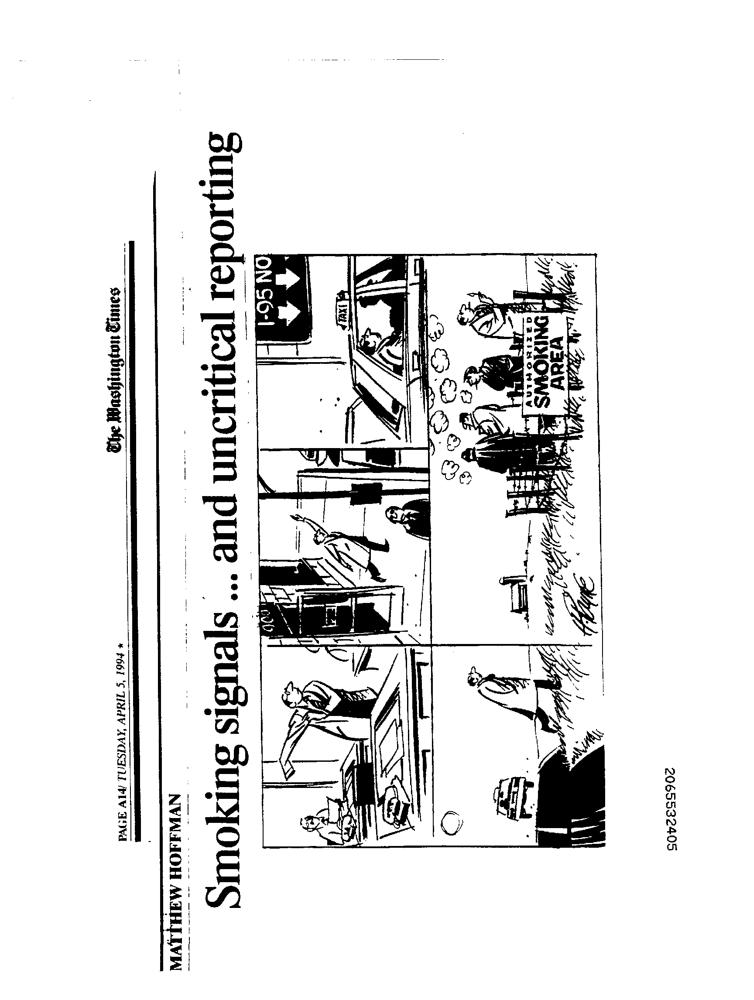 PAGE A14/ TUESDAY, APRIL 5, 1994 *
The Washington Times
MATTHEW HOFFMAN
Smoking signals ... and uncritical reporting
I-95 NO
TAXI
AUTHORIZED
SMOKING
AREA
2065532405